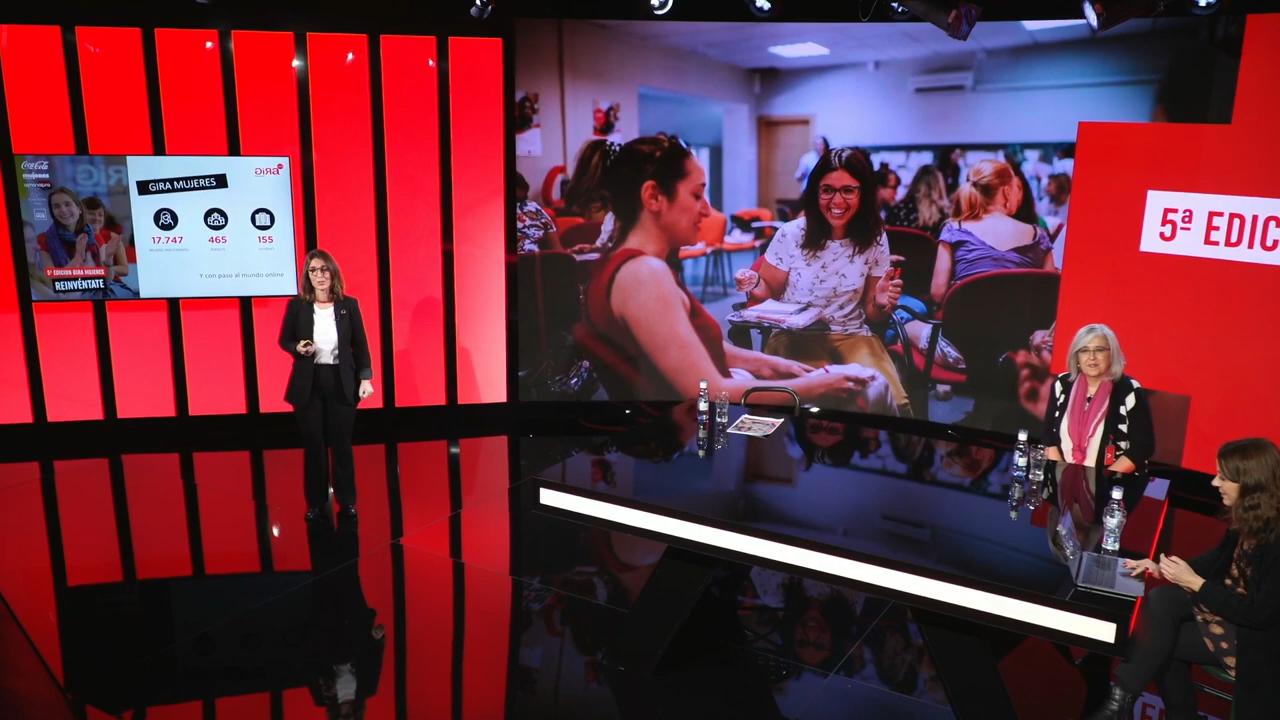 Coca-Cola
mujeres
GIRA
GIRA MUJERES
17.747
465
155
Y con paso al mundo online
5ª EDICION GIRA MUJERES
REINVÉNTATE
5ª EDIC